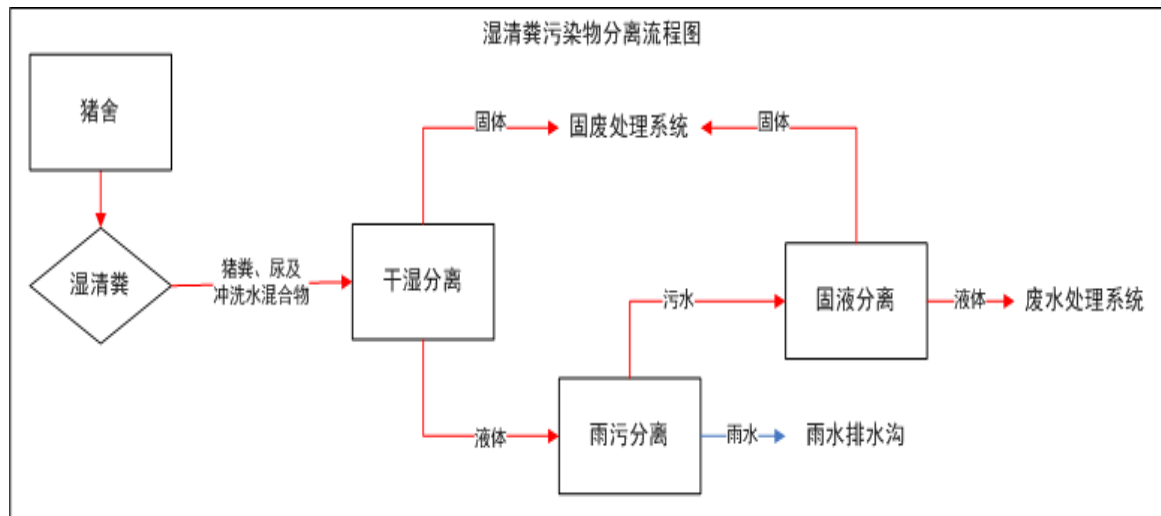 湿清粪污染物分离流程图
猪舍
固体
固废处理系统
固体
湿清粪
猪粪、尿及
冲洗水混合物
干湿分离
污水
固液分离
液体
废水处理系统
液体
雨污分离
雨水
雨水排水沟